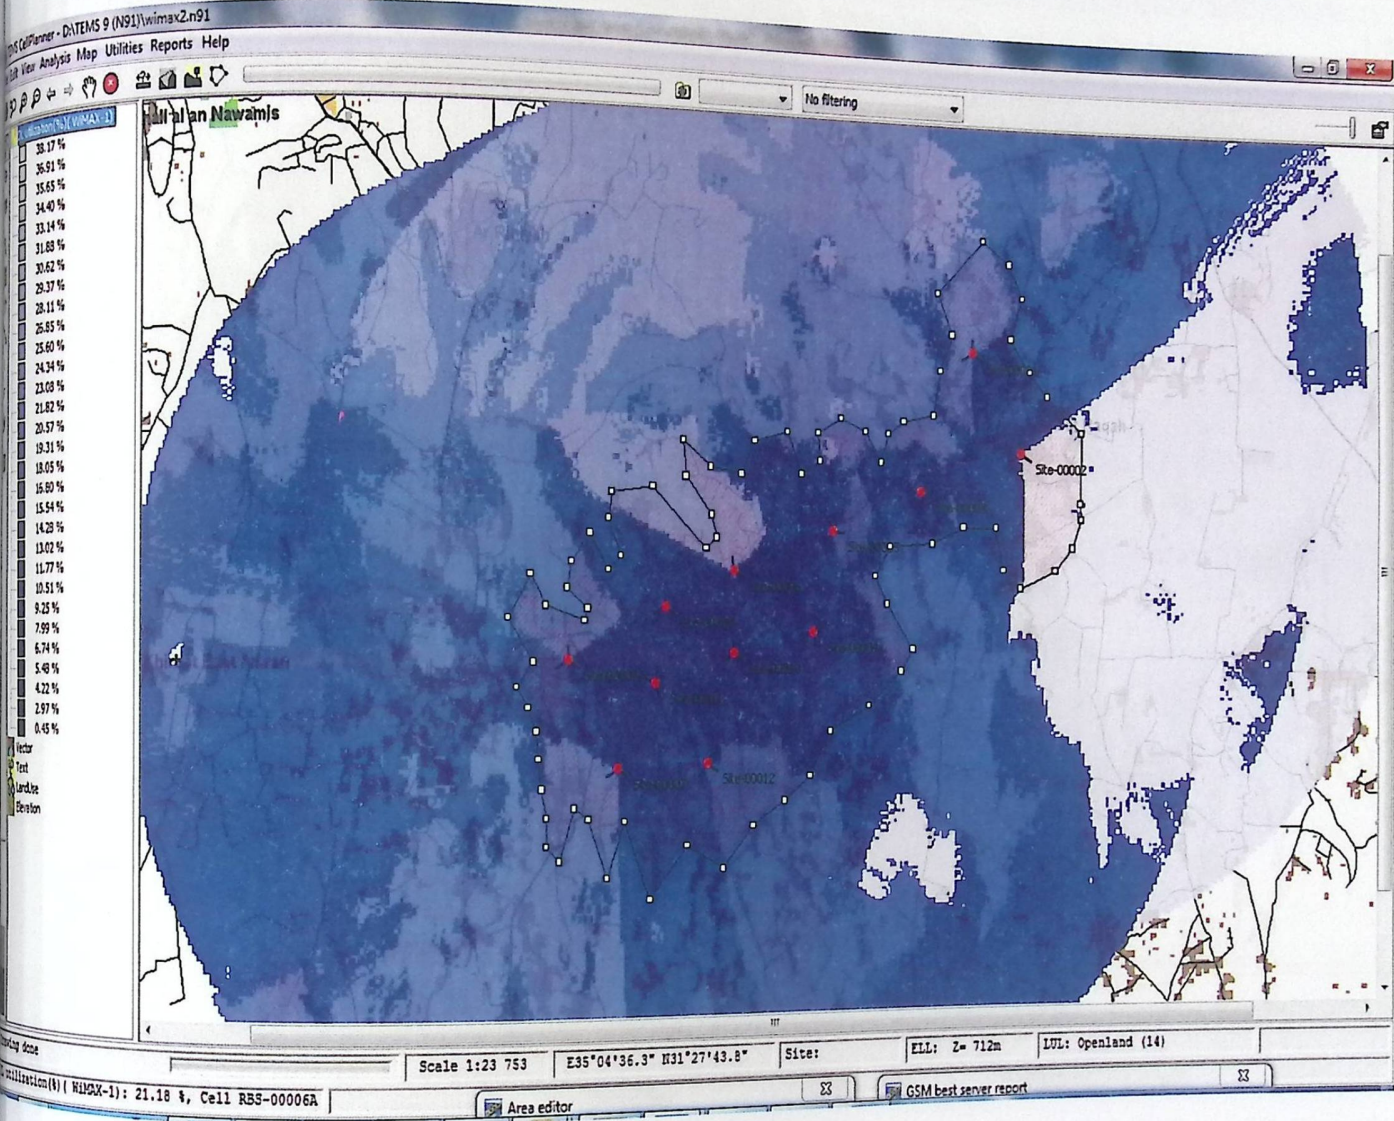 CellPlanner - D:\TEMS 9 (N91)\wimax2.n91
View Analysis Map Utilities Reports Help
No filtering
an Nawamis
utilization(%)( WiMAX-1)
38.17 %
36.91 %
35.65 %
34.40 %
33.14 %
31.88 %
30.62 %
29.37 %
28.11 %
26.85 %
25.60 %
24.34 %
23.08 %
21.82 %
20.57 %
19.31 %
18.05 %
16.80 %
15.54 %
14.28 %
13.02 %
11.77 %
10.51 %
9.25 %
7.99 %
6.74 %
5.48 %
4.22 %
2.97 %
0.45 %
Vector
Text
LandUse
Elevation
Site-00002
Site-00012
done
Scale 1:23 753
E35°04'36.3" N31°27'43.8"
Site:
ELL: Z= 712m
LUL: Openland (14)
utilization(%)( WiMAX-1): 21.18 %, Cell RBS-00006A
Area editor
GSM best server report